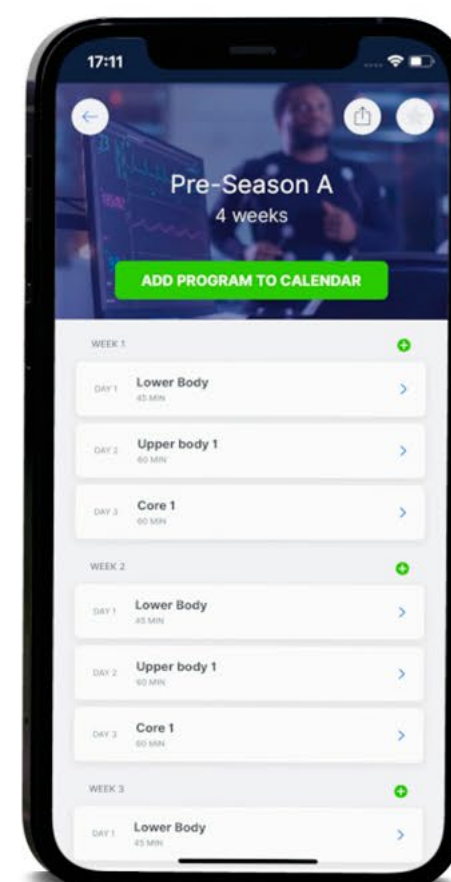 17:11
Pre-Season A
4 weeks
ADD PROGRAM TO CALENDAR
WEEK 1
DAY 1 Lower Body
45 MIN
DAY 2 Upper body 1
60 MIN
DAY 3 Core 1
60 MIN
WEEK 2
DAY 1 Lower Body
45 MIN
DAY 2 Upper body 1
60 MIN
DAY 3 Core 1
60 MIN
WEEK 3
DAY 1 Lower Body
45 MIN